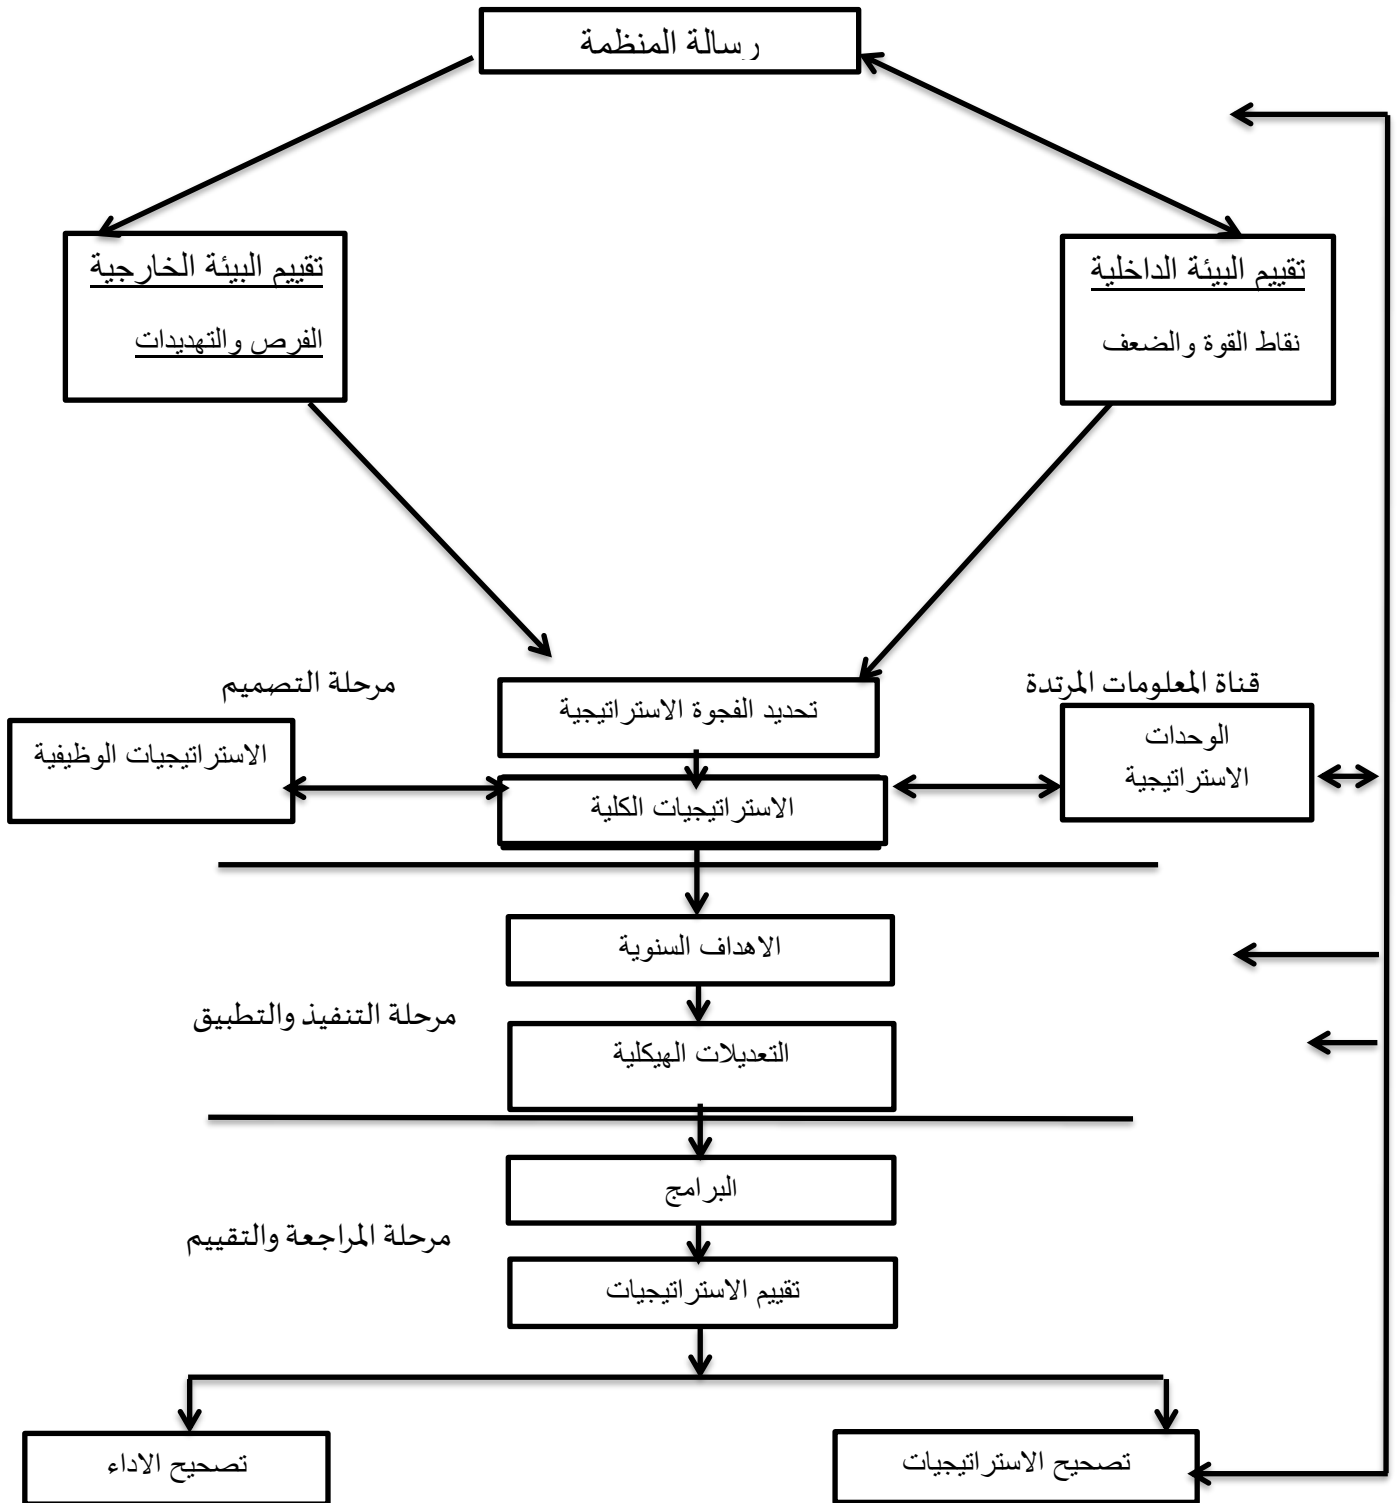 رسالة المنظمة
تقييم البيئة الخارجية
الفرص والتهديدات
تقييم البيئة الداخلية
نقاط القوة والضعف
مرحلة التصميم
قناة المعلومات المرتدة
تحديد الفجوة الاستراتيجية
الاستراتيجيات الوظيفية
الوحدات
الاستراتيجية
الاستراتيجيات الكلية
الاهداف السنوية
مرحلة التنفيذ والتطبيق
التعديلات الهيكلية
البرامج
مرحلة المراجعة والتقييم
تقييم الاستراتيجيات
تصحيح الاستراتيجيات
تصحيح الاداء